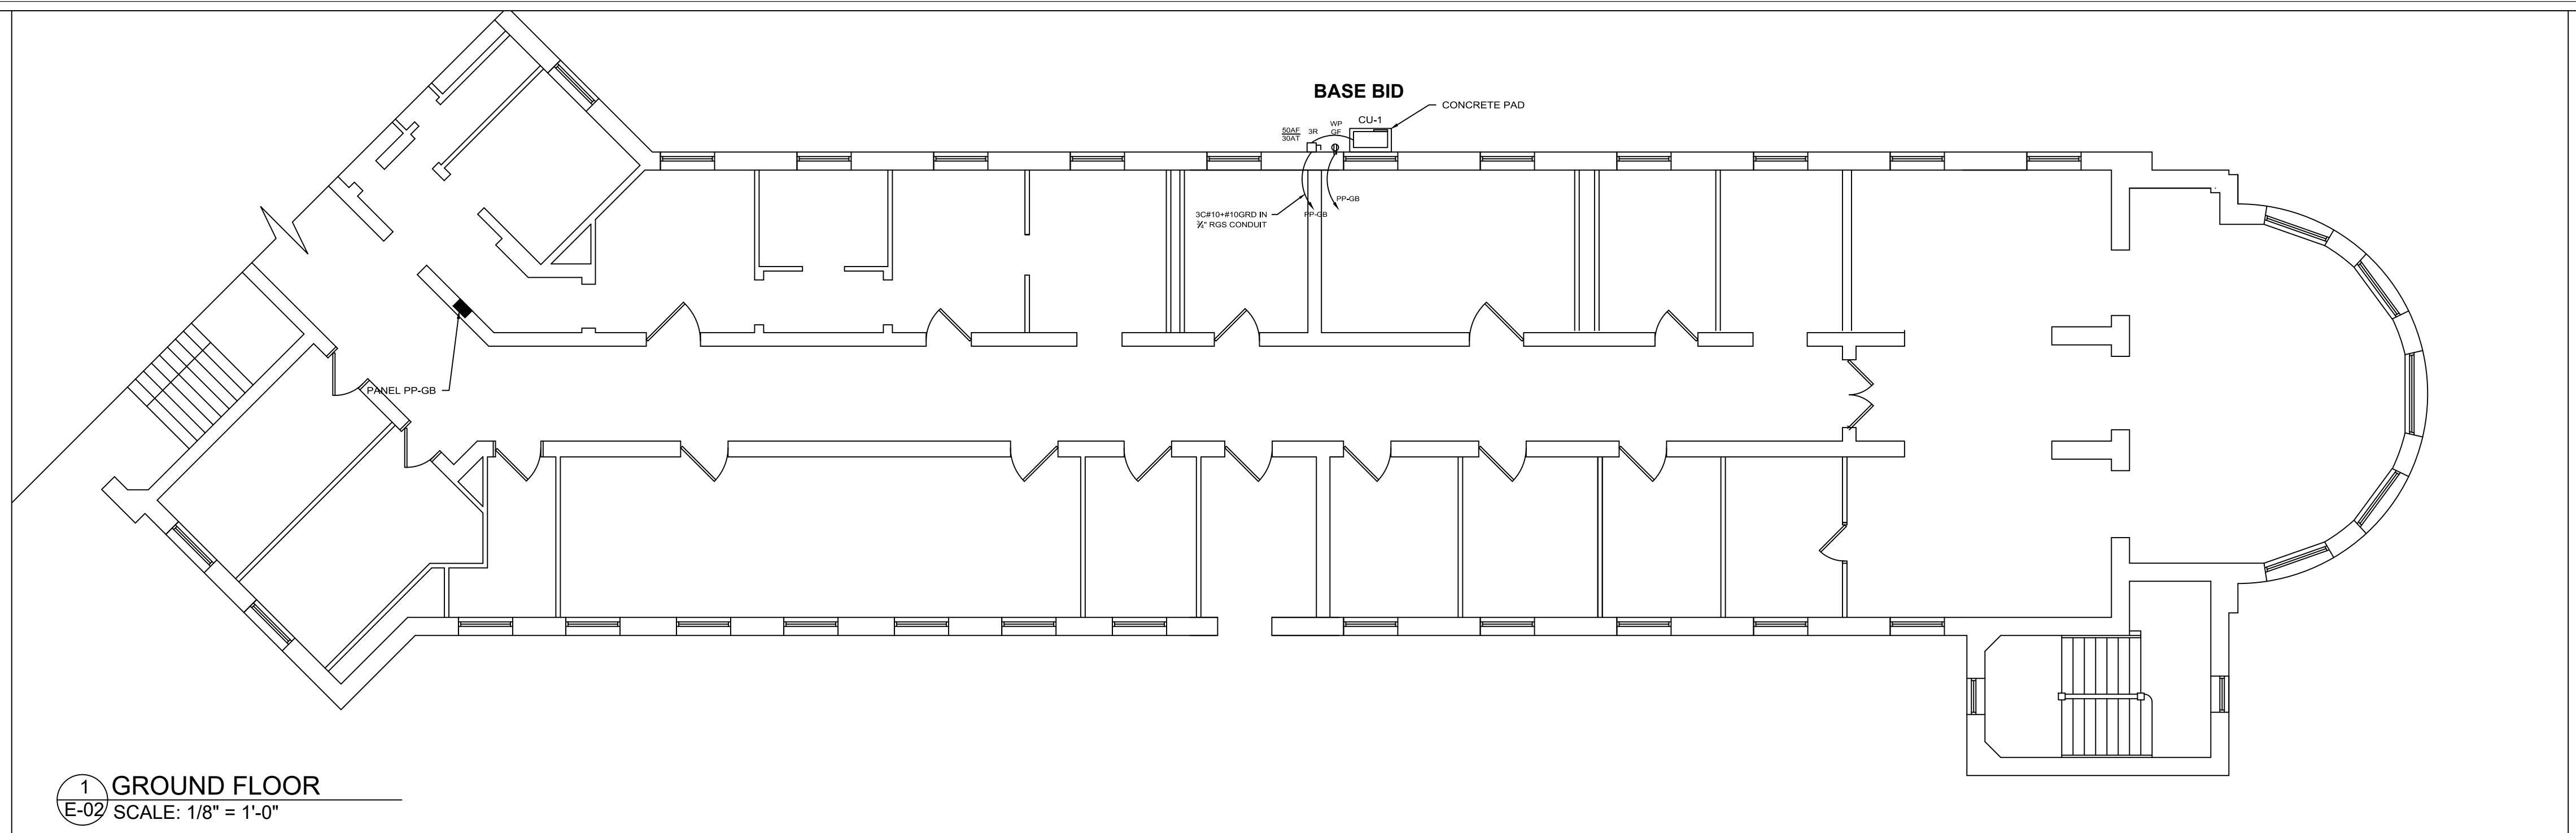 BASE BID
CONCRETE PAD
CU-1
WP
GF
50AF
30AT
3R
PP-GB
PP-GB
3C#10+#10GRD IN
¾" RGS CONDUIT
PANEL PP-GB
1
E-02
GROUND FLOOR
SCALE: 1/8" = 1'-0"